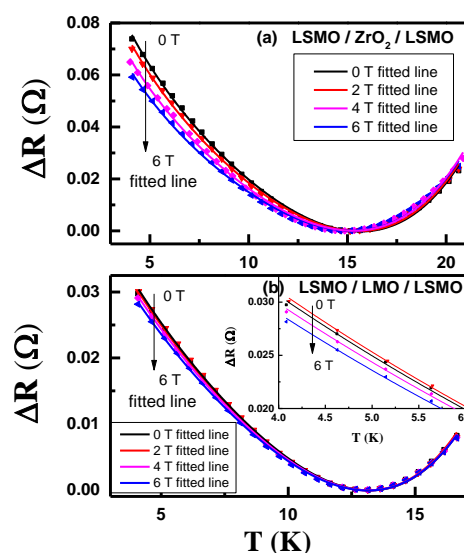 (a) LSMO / ZrO₂ / LSMO
0 T
6 T
fitted line
0 T fitted line
2 T fitted line
4 T fitted line
6 T fitted line
ΔR (Ω)
0.08
0.06
0.04
0.02
0.00
5 10 15 20
(b) LSMO / LMO / LSMO
0 T
6 T
fitted line
0 T fitted line
2 T fitted line
4 T fitted line
6 T fitted line
ΔR (Ω)
0.03
0.02
0.01
0.00
5 10 15
T (K)
0 T
6 T
ΔR (Ω)
0.030
0.025
0.020
4.0 4.5 5.0 5.5
T (K)